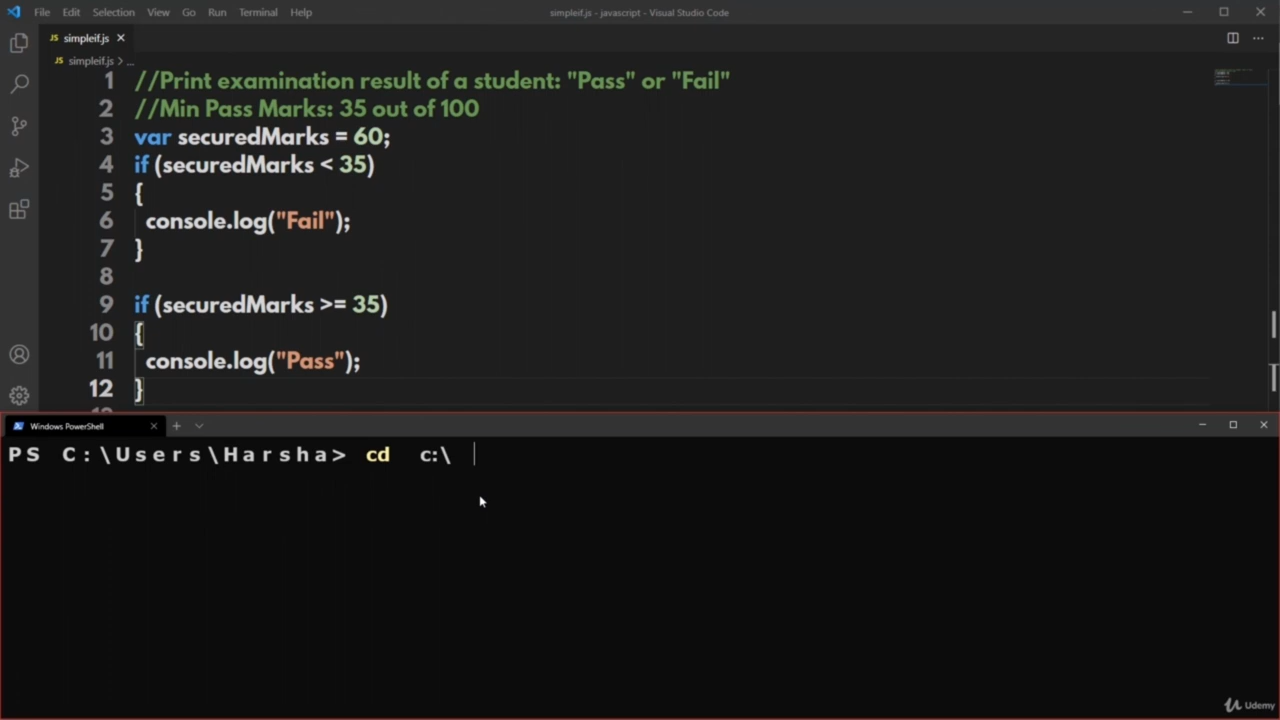 File Edit Selection View Go Run Terminal Help simpleif.js - javascript - Visual Studio Code
JS simpleif.js
JS simpleif.js > ...
1 //Print examination result of a student: "Pass" or "Fail"
2 //Min Pass Marks: 35 out of 100
3 var securedMarks = 60;
4 if (securedMarks < 35)
5 {
6 console.log("Fail");
7 }
8
9 if (securedMarks >= 35)
10 {
11 console.log("Pass");
12 }
Windows PowerShell
PS C:\Users\Harsha> cd c:\
Udemy